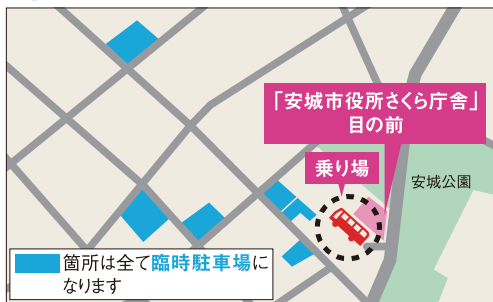 「安城市役所さくら庁舎」
目の前
乗り場
安城公園
箇所は全て臨時駐車場に
なります